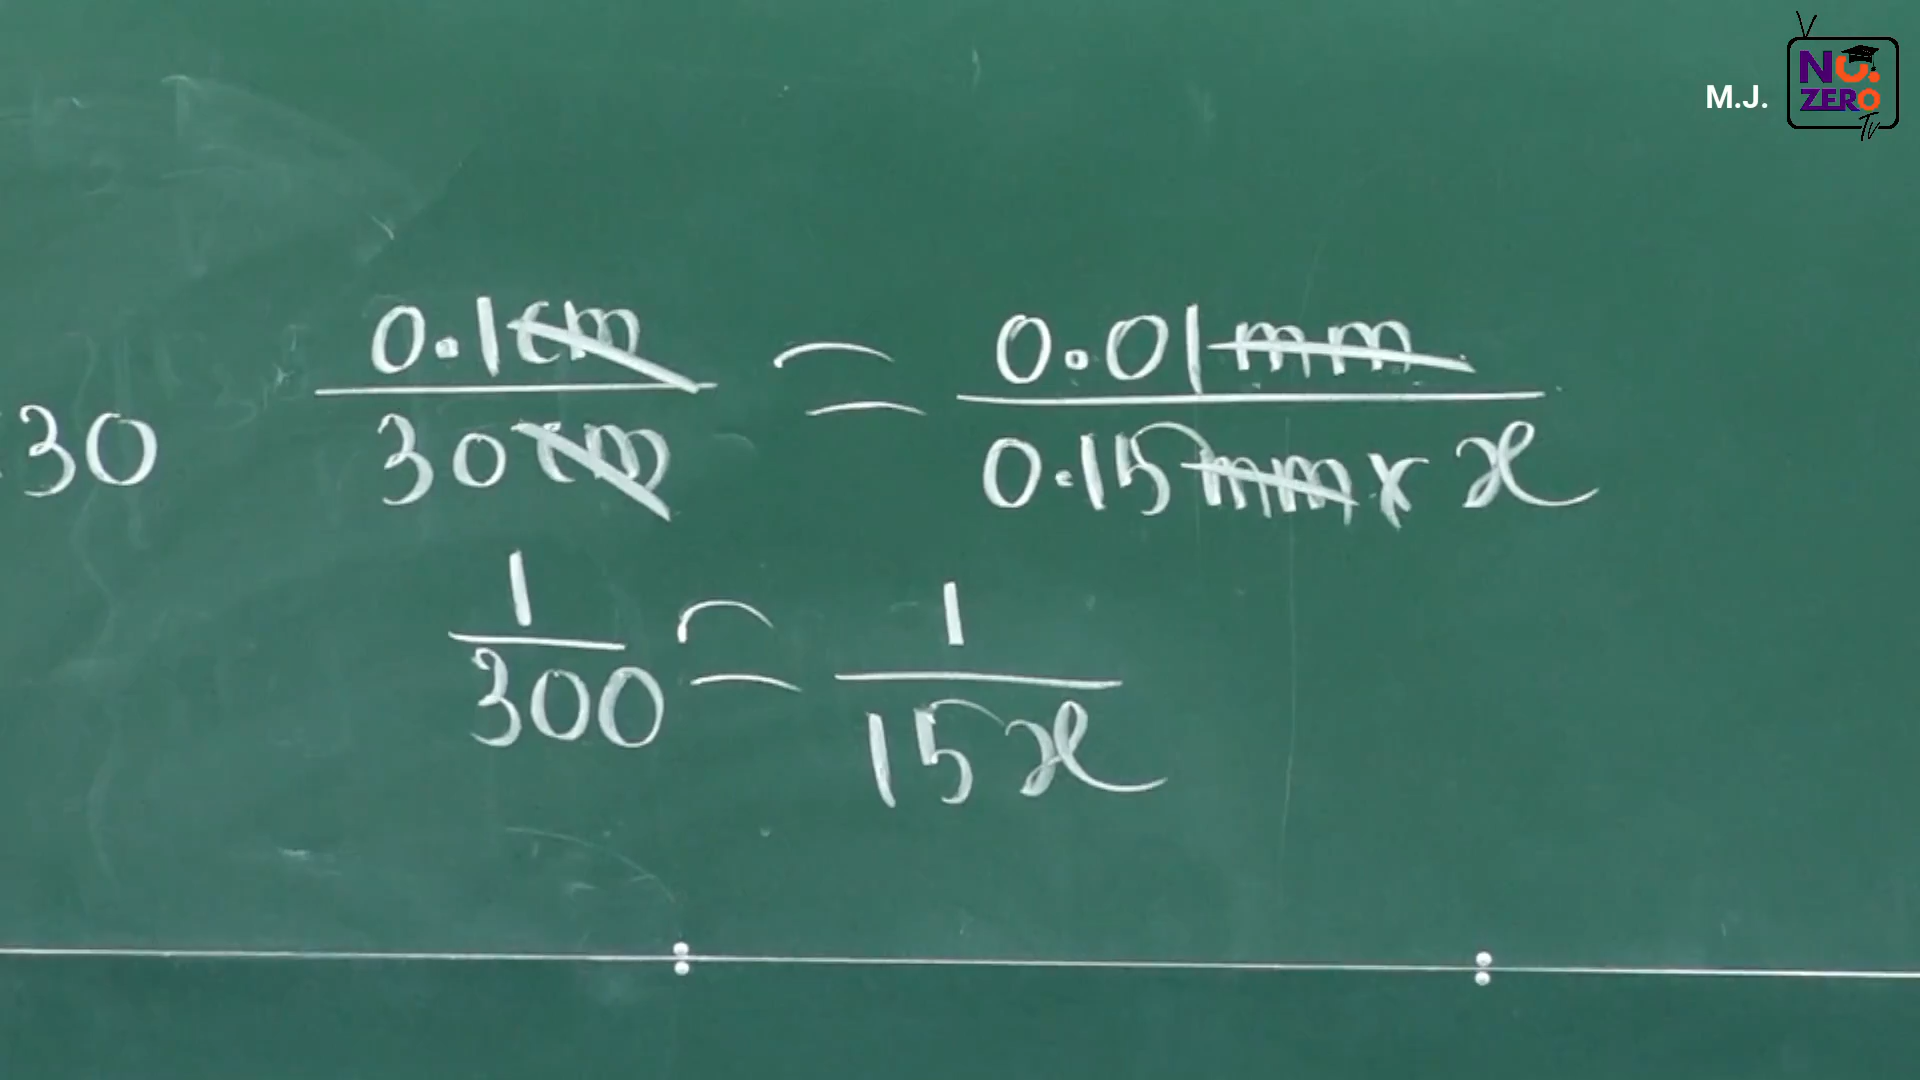 M.J.
NO.
ZERO
Tv
0.1cm / 30cm = 0.01mm / 0.15mm × x
30
1 / 300 = 1 / 15x